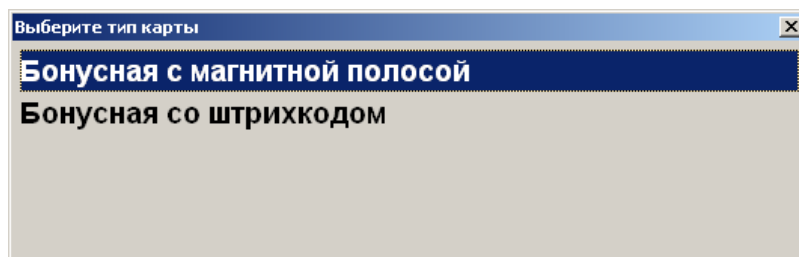 Выберите тип карты
Бонусная с магнитной полосой
Бонусная со штрихкодом